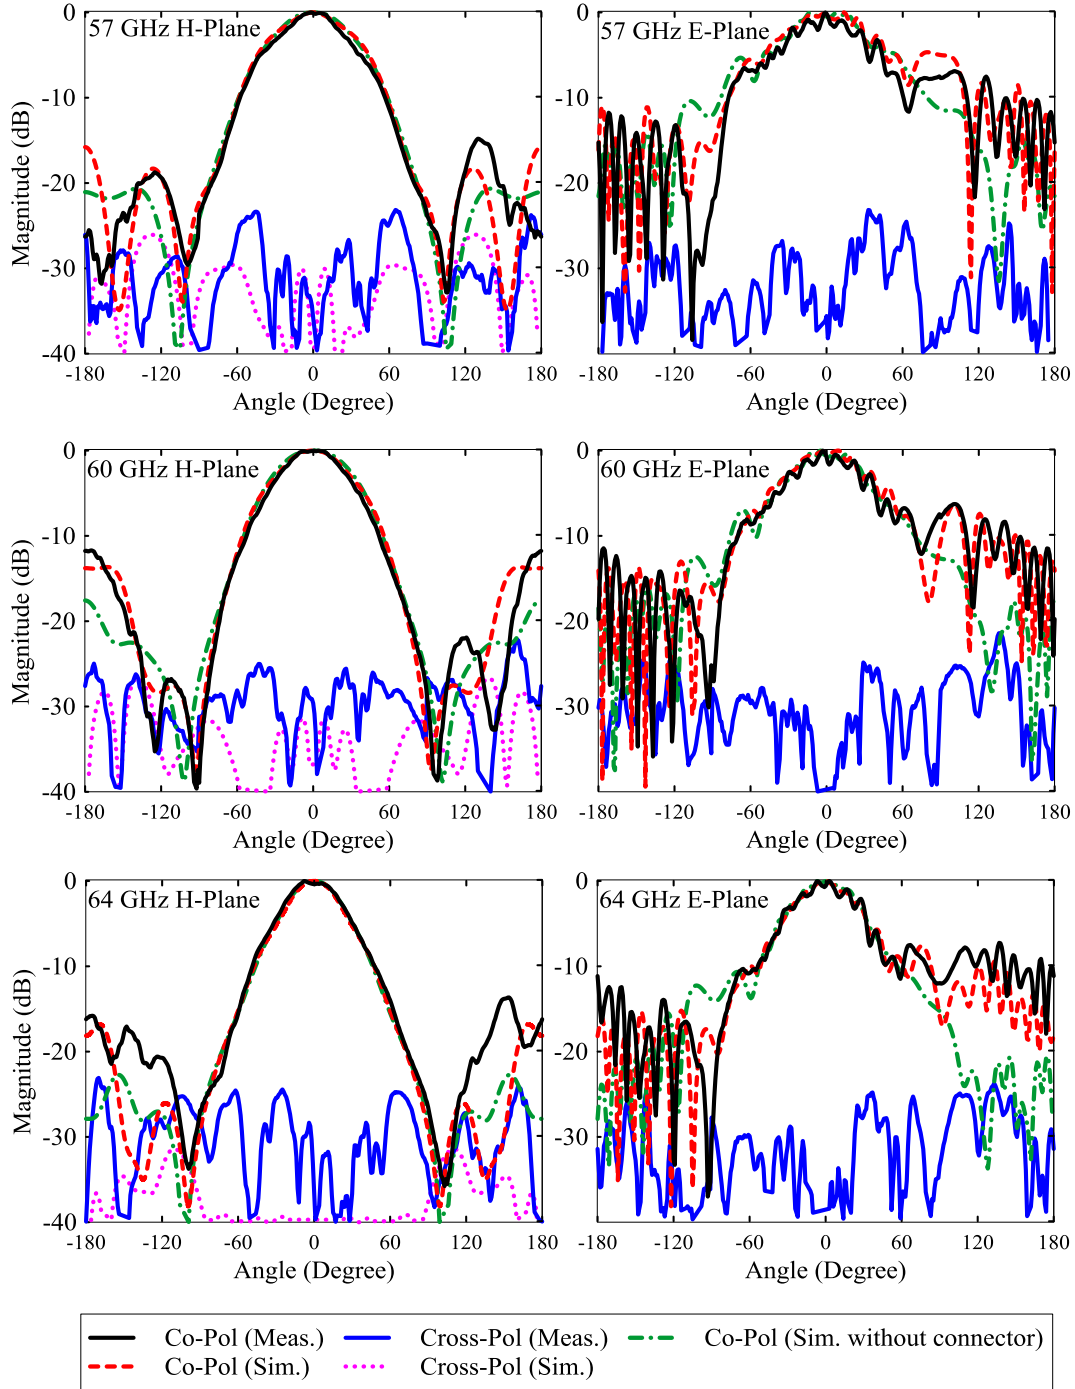 57 GHz H-Plane
0
-10
-20
-30
-40
Magnitude (dB)
-180 -120 -60 0 60 120 180
Angle (Degree)
57 GHz E-Plane
0
-10
-20
-30
-40
-180 -120 -60 0 60 120 180
Angle (Degree)
60 GHz H-Plane
0
-10
-20
-30
-40
Magnitude (dB)
-180 -120 -60 0 60 120 180
Angle (Degree)
60 GHz E-Plane
0
-10
-20
-30
-40
-180 -120 -60 0 60 120 180
Angle (Degree)
64 GHz H-Plane
0
-10
-20
-30
-40
Magnitude (dB)
-180 -120 -60 0 60 120 180
Angle (Degree)
64 GHz E-Plane
0
-10
-20
-30
-40
-180 -120 -60 0 60 120 180
Angle (Degree)
Co-Pol (Meas.) Cross-Pol (Meas.) Co-Pol (Sim. without connector)
Co-Pol (Sim.) Cross-Pol (Sim.)